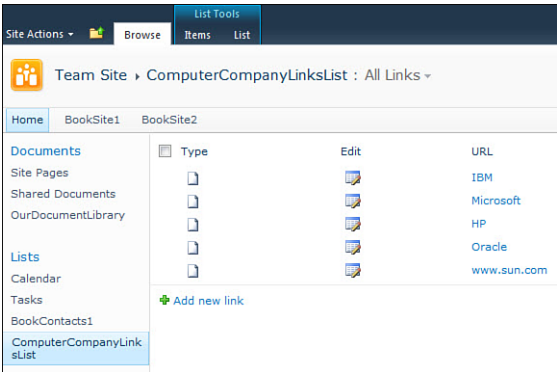 List Tools
Site Actions Browse Items List
Team Site ComputerCompanyLinksList : All Links
Home BookSite1 BookSite2
Documents
Site Pages
Shared Documents
OurDocumentLibrary
Lists
Calendar
Tasks
BookContacts1
ComputerCompanyLink
sList
Type Edit URL
IBM
Microsoft
HP
Oracle
www.sun.com
Add new link